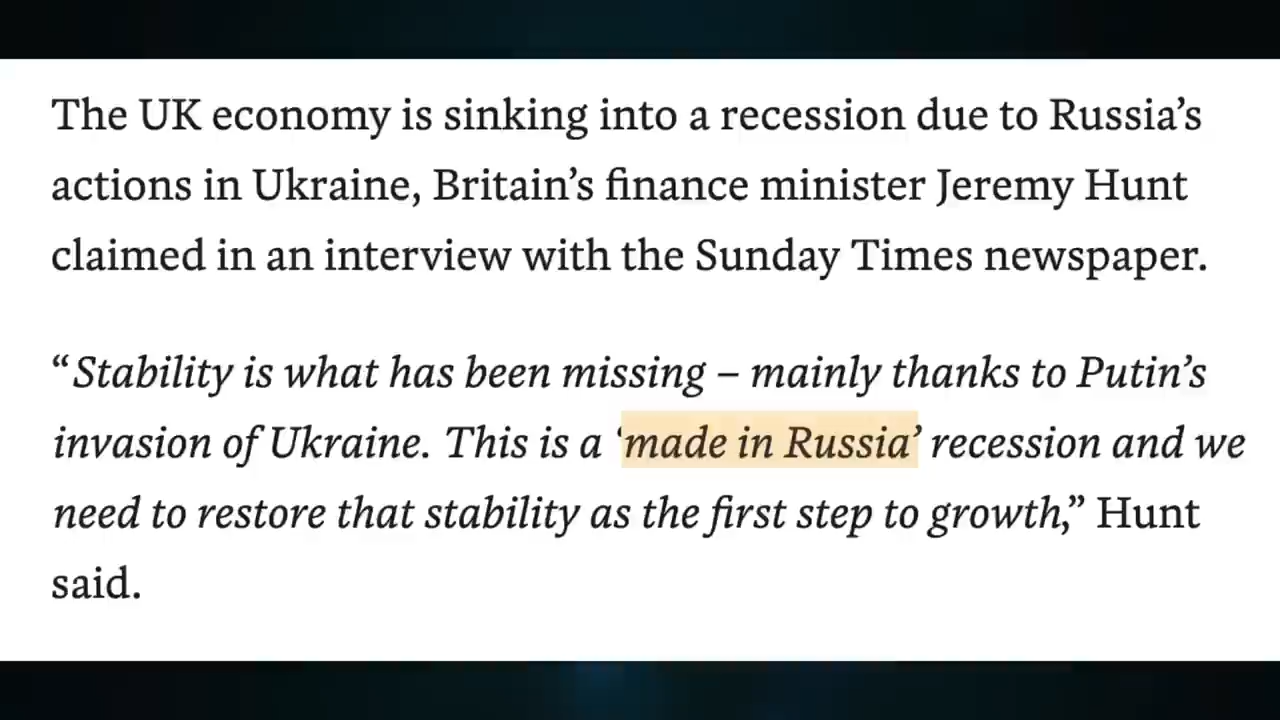 The UK economy is sinking into a recession due to Russia’s
actions in Ukraine, Britain’s finance minister Jeremy Hunt
claimed in an interview with the Sunday Times newspaper.
“Stability is what has been missing – mainly thanks to Putin’s
invasion of Ukraine. This is a ‘made in Russia’ recession and we
need to restore that stability as the first step to growth,” Hunt
said.